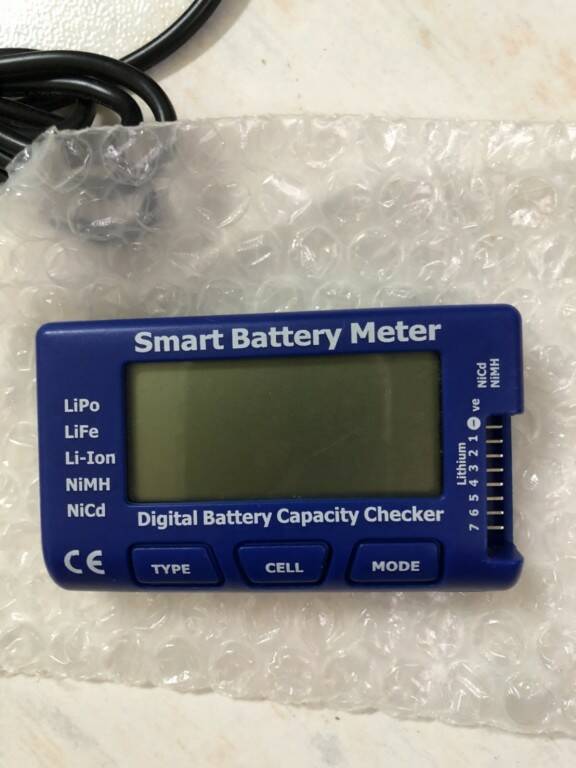 Smart Battery Meter
LiPo
LiFe
Li-Ion
NiMH
NiCd
Digital Battery Capacity Checker
CE
TYPE
CELL
MODE
Lithium
7 6 5 4 3 2 1 - ve
NiCd
NiMH